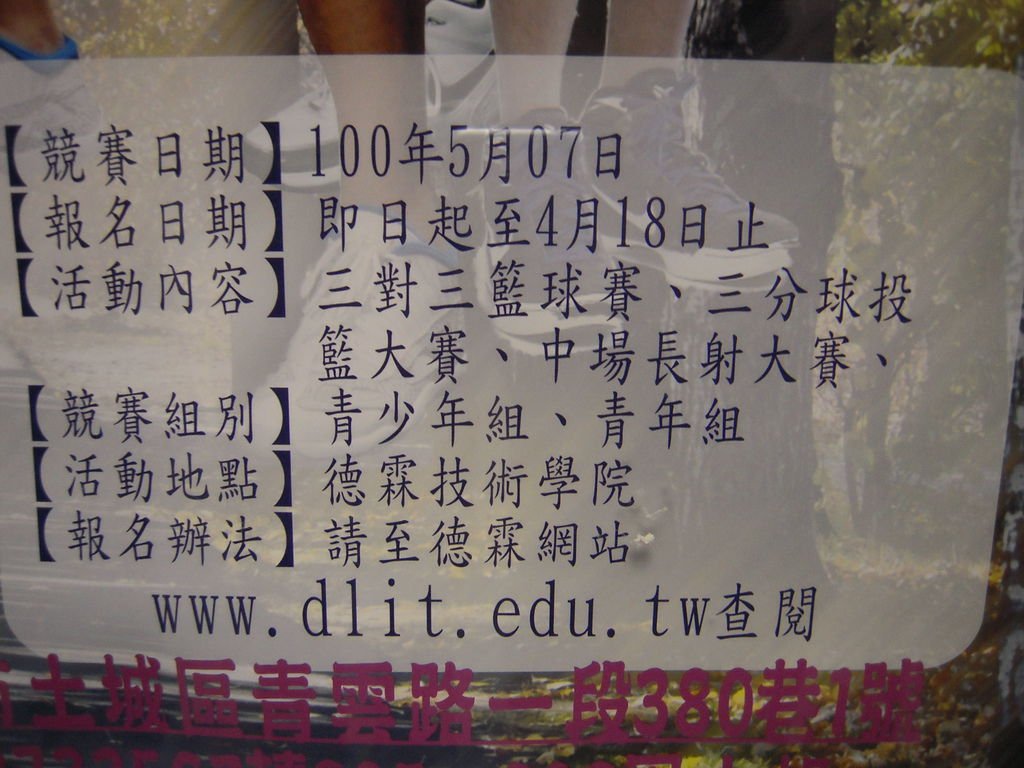 【競賽日期】100年5月07日
【報名日期】即日起至4月18日止
【活動內容】三對三籃球賽、三分球投
籃大賽、中場長射大賽、
【競賽組別】青少年組、青年組
【活動地點】德霖技術學院
【報名辦法】請至德霖網站
www.dlit.edu.tw查閱
土城區青雲路一段380巷1號